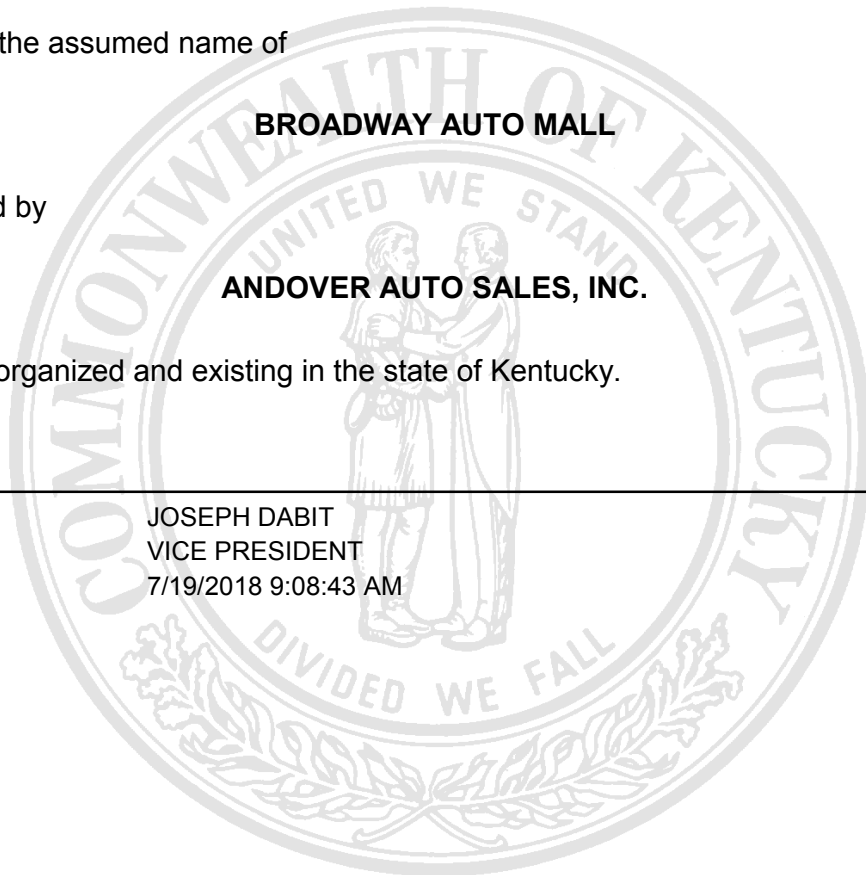 the assumed name of
BROADWAY AUTO MALL
d by
ANDOVER AUTO SALES, INC.
organized and existing in the state of Kentucky.
JOSEPH DABIT
VICE PRESIDENT
7/19/2018 9:08:43 AM
COMMONWEALTH OF KENTUCKY
UNITED WE STAND
DIVIDED WE FALL